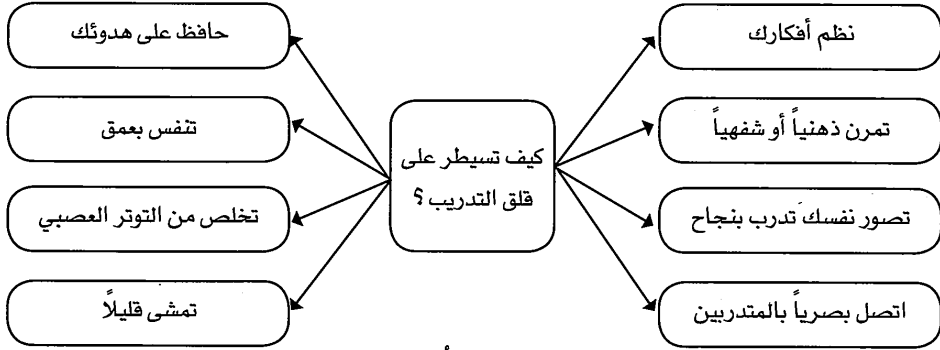 نظم أفكارك
تمرن ذهنياً أو شفهياً
تصور نفسك تدرب بنجاح
اتصل بصرياً بالمتدربين
كيف تسيطر على
قلق التدريب ؟
حافظ على هدوئك
تنفس بعمق
تخلص من التوتر العصبي
تمشى قليلاً